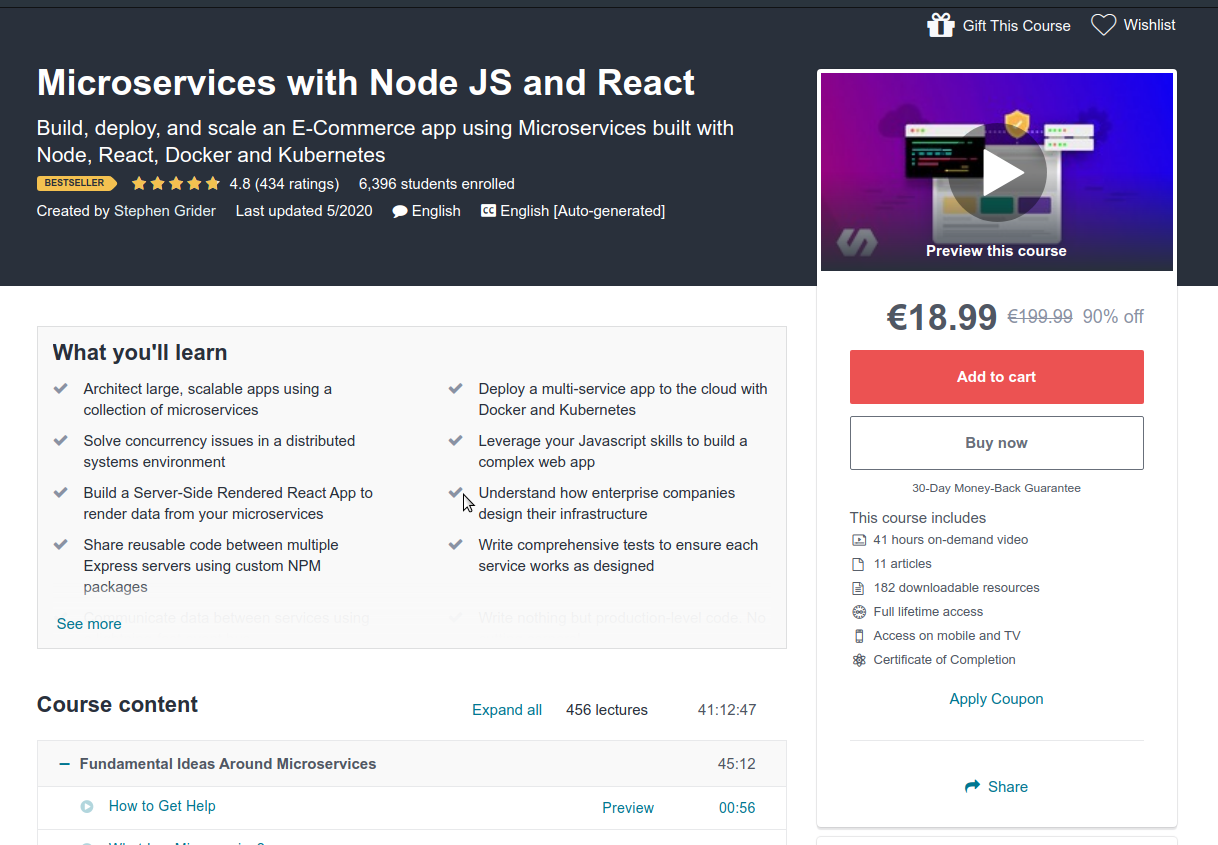 Gift This Course
Wishlist
Microservices with Node JS and React
Build, deploy, and scale an E-Commerce app using Microservices built with
Node, React, Docker and Kubernetes
BESTSELLER 4.8 (434 ratings) 6,396 students enrolled
Created by Stephen Grider Last updated 5/2020 English CC English [Auto-generated]
Preview this course
€18.99 €199.99 90% off
Add to cart
Buy now
30-Day Money-Back Guarantee
This course includes
41 hours on-demand video
11 articles
182 downloadable resources
Full lifetime access
Access on mobile and TV
Certificate of Completion
Apply Coupon
Share
What you'll learn
Architect large, scalable apps using a
collection of microservices
Deploy a multi-service app to the cloud with
Docker and Kubernetes
Solve concurrency issues in a distributed
systems environment
Leverage your Javascript skills to build a
complex web app
Build a Server-Side Rendered React App to
render data from your microservices
Understand how enterprise companies
design their infrastructure
Share reusable code between multiple
Express servers using custom NPM
packages
Write comprehensive tests to ensure each
service works as designed
Communicate data between services using
Write nothing but production-level code. No
See more
Course content
Expand all 456 lectures 41:12:47
Fundamental Ideas Around Microservices 45:12
How to Get Help Preview 00:56